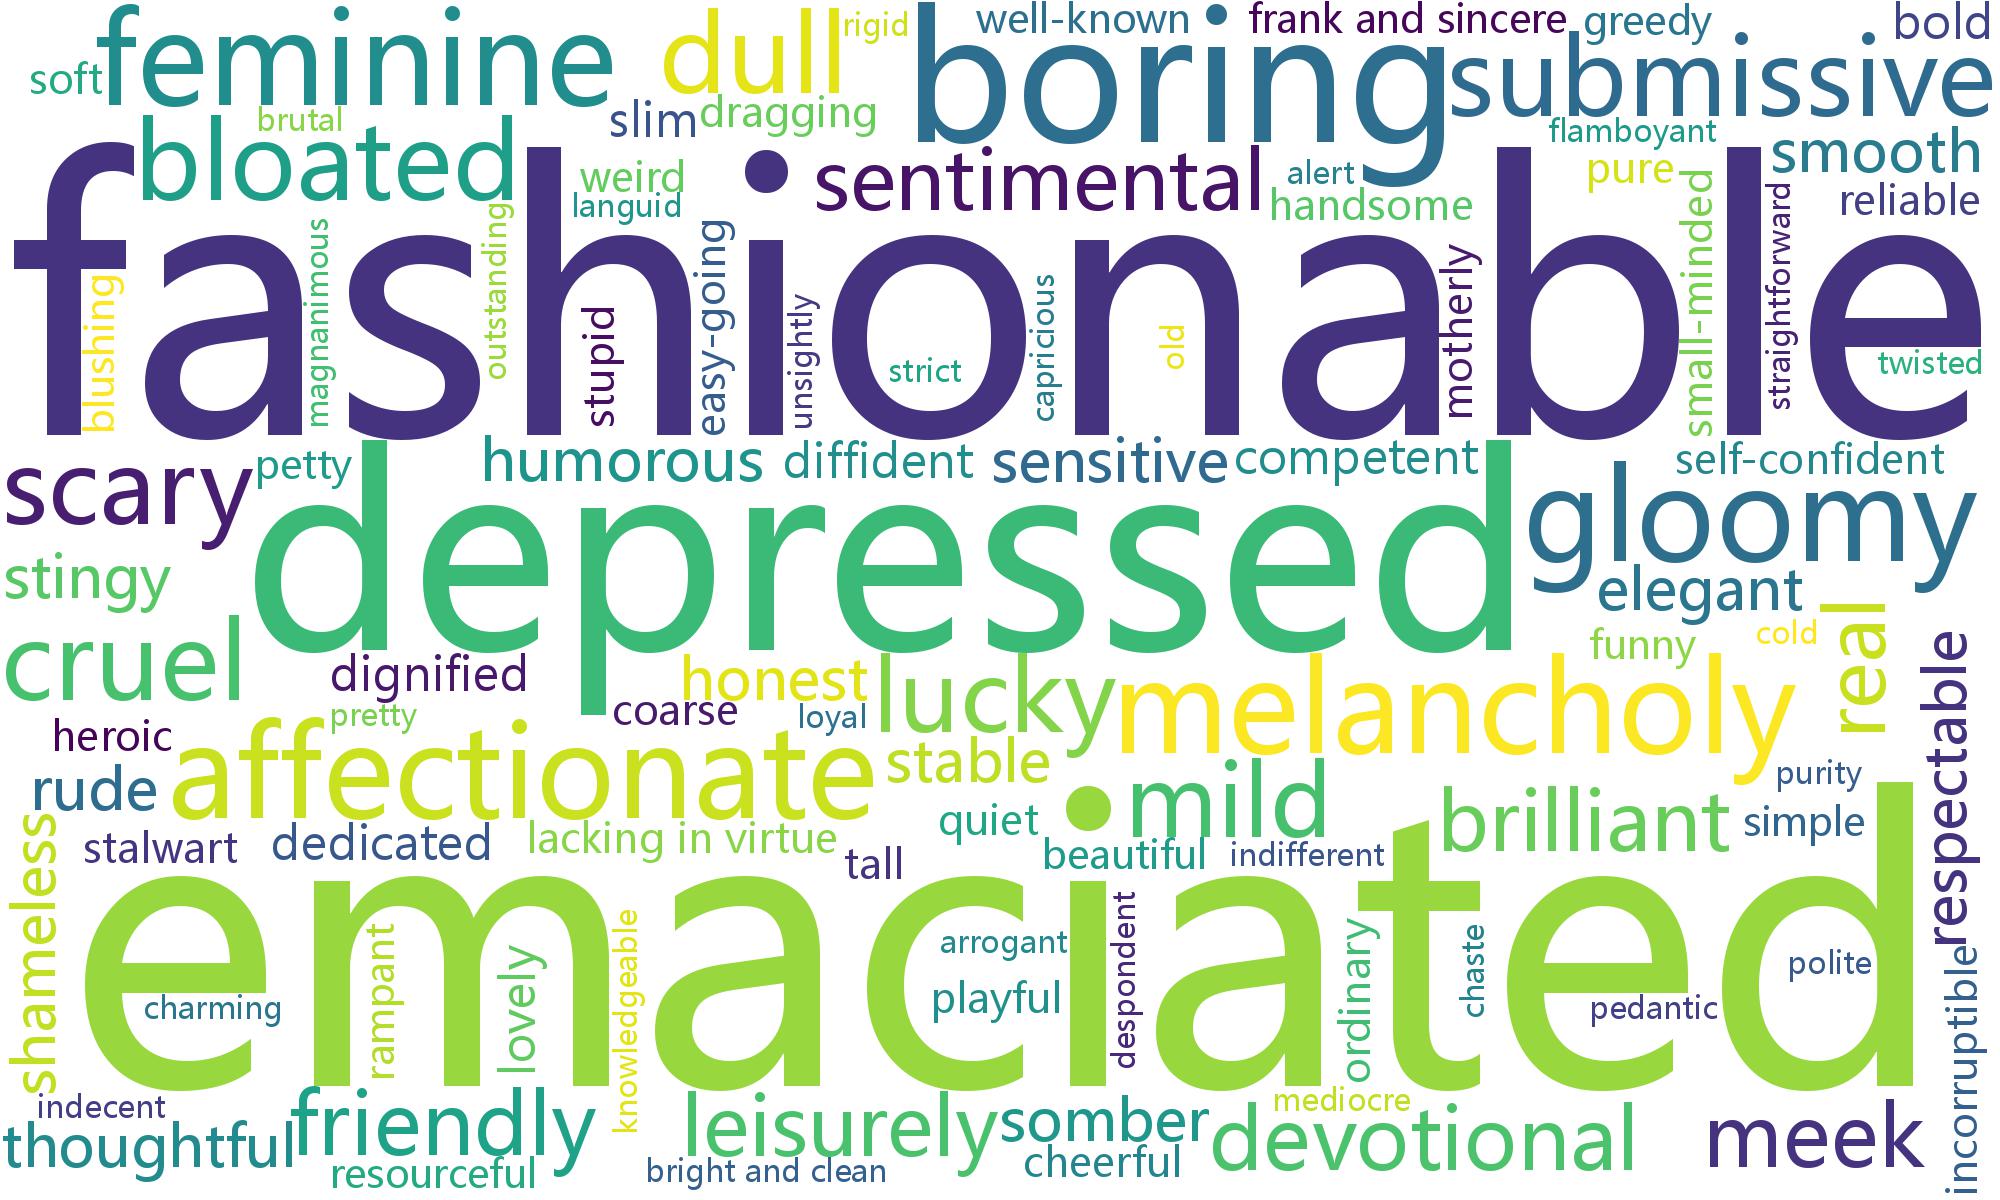 well-known
frank and sincere
greedy
bold
feminine
dull
rigid
boring
submissive
soft
brutal
slim
dragging
flamboyant
bloated
smooth
fashionable
weird
languid
sentimental
alert
handsome
pure
reliable
blushing
magnanimous
outstanding
stupid
easy-going
unsightly
strict
capricious
old
motherly
small-minded
straightforward
twisted
scary
petty
humorous
diffident
sensitive
competent
self-confident
depressed
gloomy
stingy
elegant
cruel
dignified
honest
lucky
melancholy
funny
cold
real
respectable
heroic
pretty
coarse
loyal
affectionate
stable
rude
mild
purity
quiet
brilliant
simple
shameless
stalwart
dedicated
lacking in virtue
tall
beautiful
indifferent
emaciated
charming
rampant
lovely
knowledgeable
arrogant
playful
despondent
ordinary
chaste
pedantic
polite
incorruptible
indecent
friendly
leisurely
somber
mediocre
devotional
meek
thoughtful
resourceful
bright and clean
cheerful